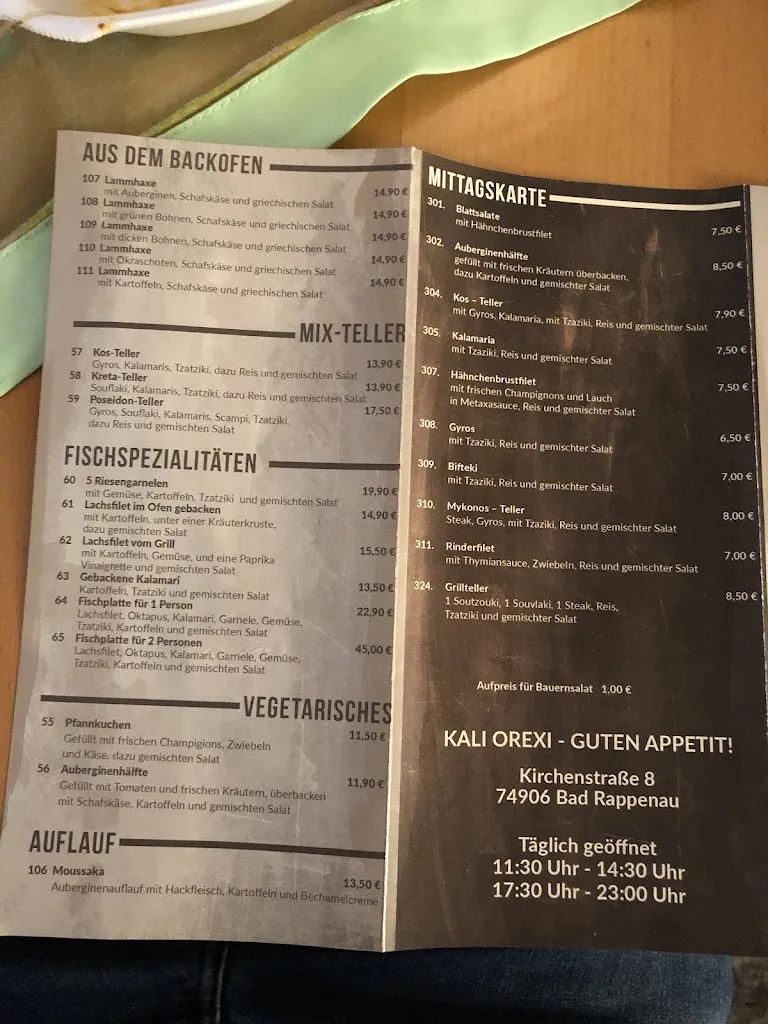 AUS DEM BACKOFEN
107 Lammhaxe
mit Auberginen, Schafskäse und griechischen Salat 14,90 €
108 Lammhaxe
mit grünen Bohnen, Schafskäse und griechischen Salat 14,90 €
109 Lammhaxe
mit dicken Bohnen, Schafskäse und griechischen Salat 14,90 €
110 Lammhaxe
mit Okraschoten, Schafskäse und griechischen Salat 14,90 €
111 Lammhaxe
mit Kartoffeln, Schafskäse und griechischen Salat 14,90 €
MIX-TELLER
57 Kos-Teller
Gyros, Kalamaris, Tzatziki, dazu Reis und gemischten Salat 13,90 €
58 Kreta-Teller
Souflaki, Kalamaris, Tzatziki, dazu Reis und gemischten Salat 13,90 €
59 Poseidon-Teller 17,50 €
Gyros, Souflaki, Kalamaris, Scampi, Tzatziki,
dazu Reis und gemischten Salat
FISCHSPEZIALITÄTEN
60 5 Riesengarnelen
mit Gemüse, Kartoffeln, Tzatziki und gemischten Salat 19,90 €
61 Lachsfilet im Ofen gebacken
mit Kartoffeln, unter einer Kräuterkruste, 14,90 €
dazu gemischten Salat
62 Lachsfilet vom Grill
mit Kartoffeln, Gemüse, und eine Paprika 15,50 €
Vinaigrette und gemischten Salat
63 Gebackene Kalamari
Kartoffeln, Tzatziki und gemischten Salat 13,50 €
64 Fischplatte für 1 Person
Lachsfilet, Oktapus, Kalamari, Garnele, Gemüse, 22,90 €
Tzatziki, Kartoffeln und gemischten Salat
65 Fischplatte für 2 Personen
Lachsfilet, Oktapus, Kalamari, Garnele, Gemüse, 45,00 €
Tzatziki, Kartoffeln und gemischten Salat
VEGETARISCHES
55 Pfannkuchen 11,50 €
Gefüllt mit frischen Champigions, Zwiebeln
und Käse, dazu gemischten Salat
56 Auberginenhälfte 11,90 €
Gefüllt mit Tomaten und frischen Kräutern, überbacken
mit Schafskäse, Kartoffeln und gemischten Salat
AUFLAUF
106 Moussaka 13,50 €
Auberginenauflauf mit Hackfleisch, Kartoffeln und Bechamelcreme
MITTAGSKARTE
301. Blattsalate
mit Hähnchenbrustfilet 7,50 €
302. Auberginenhälfte
gefüllt mit frischen Kräutern überbacken, 8,50 €
dazu Kartoffeln und gemischter Salat
304. Kos – Teller
mit Gyros, Kalamaria, mit Tzaziki, Reis und gemischter Salat 7,90 €
305. Kalamaria
mit Tzaziki, Reis und gemischter Salat 7,50 €
307. Hähnchenbrustfilet 7,50 €
mit frischen Champignons und Lauch
in Metaxasauce, Reis und gemischter Salat
308. Gyros
mit Tzaziki, Reis und gemischter Salat 6,50 €
309. Bifteki
mit Tzaziki, Reis und gemischter Salat 7,00 €
310. Mykonos – Teller
Steak, Gyros, mit Tzaziki, Reis und gemischter Salat 8,00 €
311. Rinderfilet
mit Thymiansauce, Zwiebeln, Reis und gemischter Salat 7,00 €
324. Grillteller 8,50 €
1 Soutzouki, 1 Souvlaki, 1 Steak, Reis,
Tzatziki und gemischter Salat
Aufpreis für Bauernsalat 1,00 €
KALI OREXI - GUTEN APPETIT!
Kirchenstraße 8
74906 Bad Rappenau
Täglich geöffnet
11:30 Uhr - 14:30 Uhr
17:30 Uhr - 23:00 Uhr